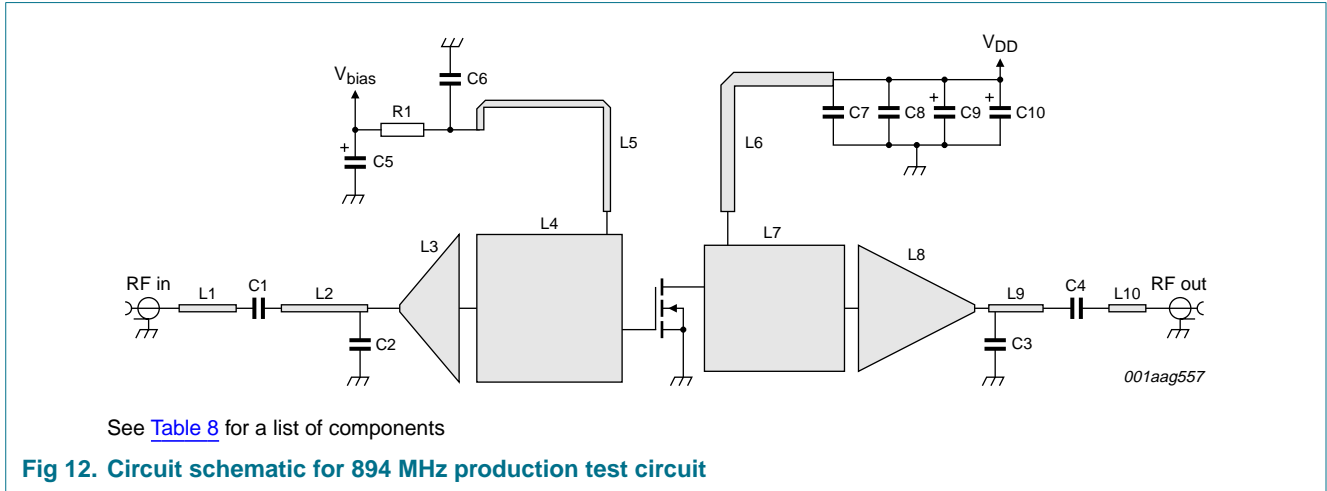 V_DD
V_bias
C6
R1
C5
L5
L6
C7
C8
+
C9
+
C10
+
L4
L7
L3
L8
RF in
L1
C1
L2
C2
L9
C4
L10
RF out
C3
001aag557
See Table 8 for a list of components
Fig 12. Circuit schematic for 894 MHz production test circuit